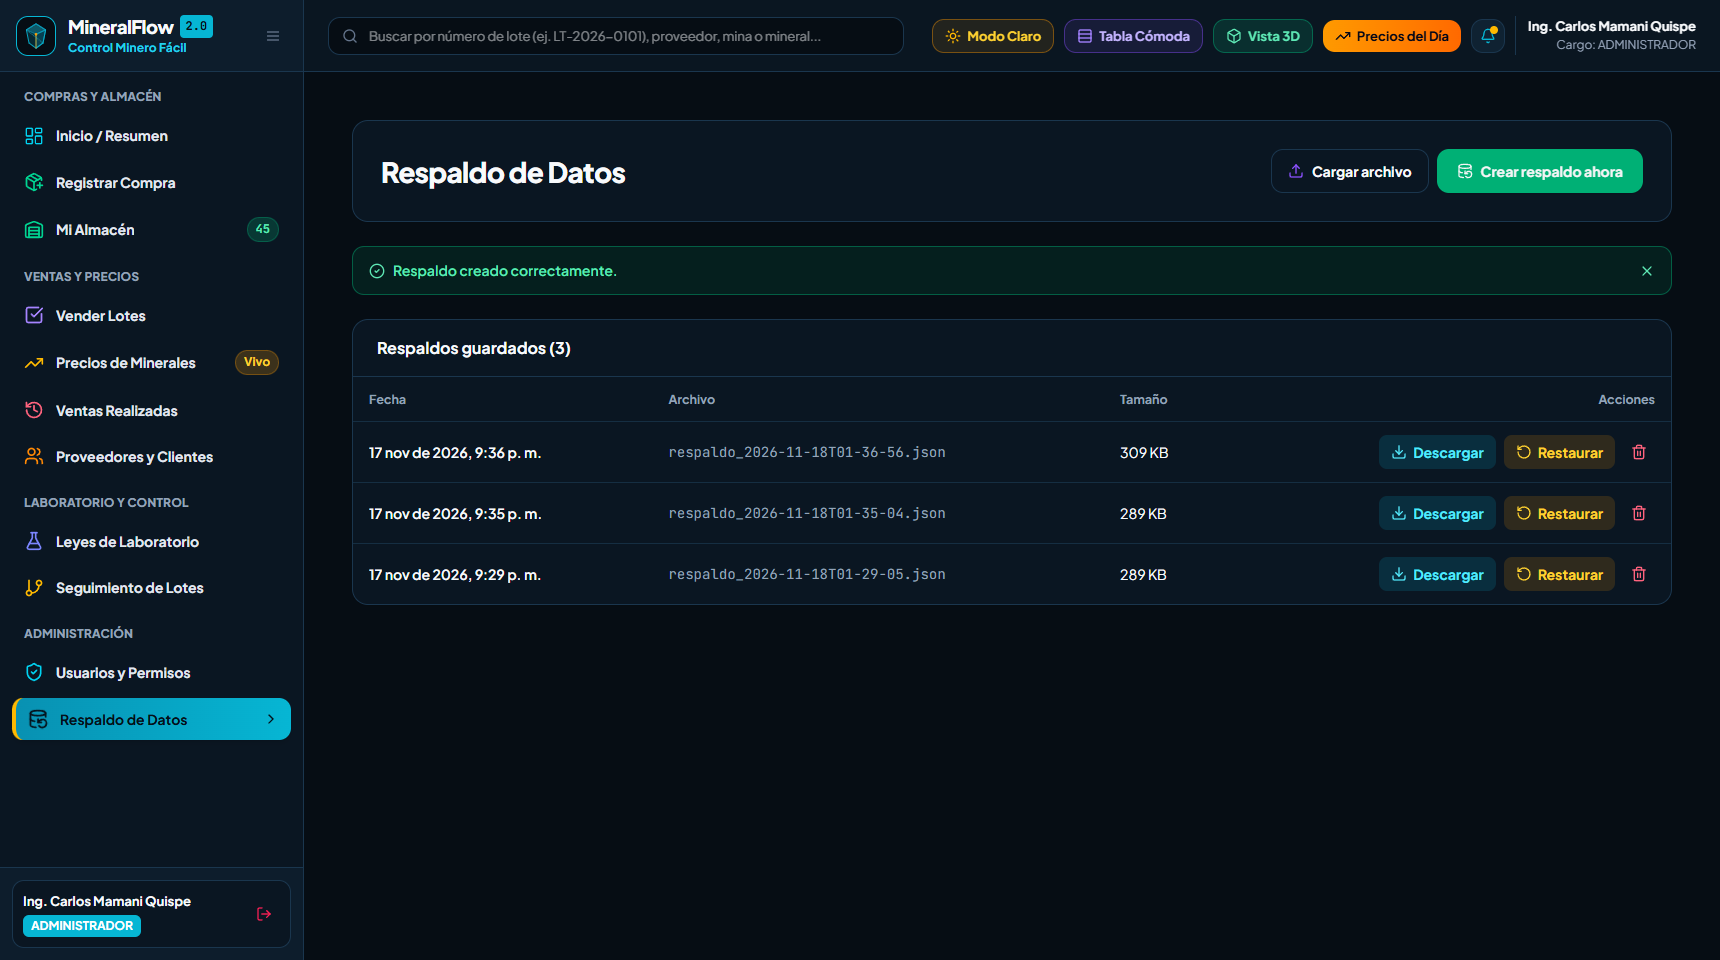 MineralFlow 2.0
Control Minero Fácil
Buscar por número de lote (ej. LT-2026-0101), proveedor, mina o mineral...
Modo Claro
Tabla Cómoda
Vista 3D
Precios del Día
Ing. Carlos Mamani Quispe
Cargo: ADMINISTRADOR
COMPRAS Y ALMACÉN
Inicio / Resumen
Registrar Compra
Mi Almacén 45
VENTAS Y PRECIOS
Vender Lotes
Precios de Minerales Vivo
Ventas Realizadas
Proveedores y Clientes
LABORATORIO Y CONTROL
Leyes de Laboratorio
Seguimiento de Lotes
ADMINISTRACIÓN
Usuarios y Permisos
Respaldo de Datos
Ing. Carlos Mamani Quispe
ADMINISTRADOR
Respaldo de Datos
Cargar archivo
Crear respaldo ahora
Respaldo creado correctamente.
Respaldos guardados (3)
Fecha Archivo Tamaño Acciones
17 nov de 2026, 9:36 p. m. respaldo_2026-11-18T01-36-56.json 309 KB Descargar Restaurar
17 nov de 2026, 9:35 p. m. respaldo_2026-11-18T01-35-04.json 289 KB Descargar Restaurar
17 nov de 2026, 9:29 p. m. respaldo_2026-11-18T01-29-05.json 289 KB Descargar Restaurar